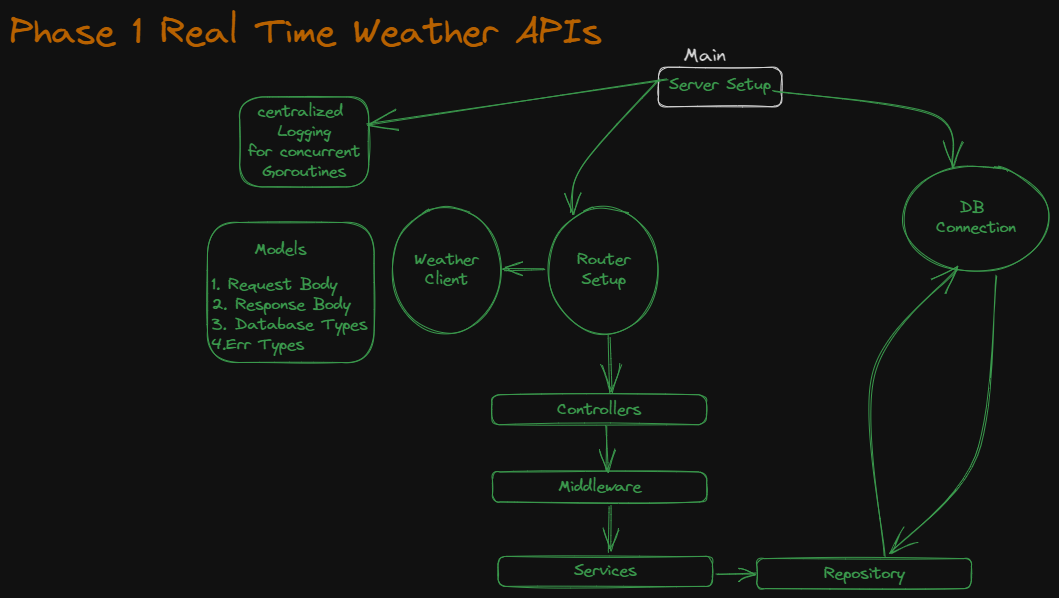 Phase 1 Real Time Weather APIs
Main
Server Setup
centralized
Logging
for concurrent
Goroutines
DB
Connection
Models
1. Request Body
2. Response Body
3. Database Types
4.Err Types
Weather
Client
Router
Setup
Controllers
Middleware
Services
Repository